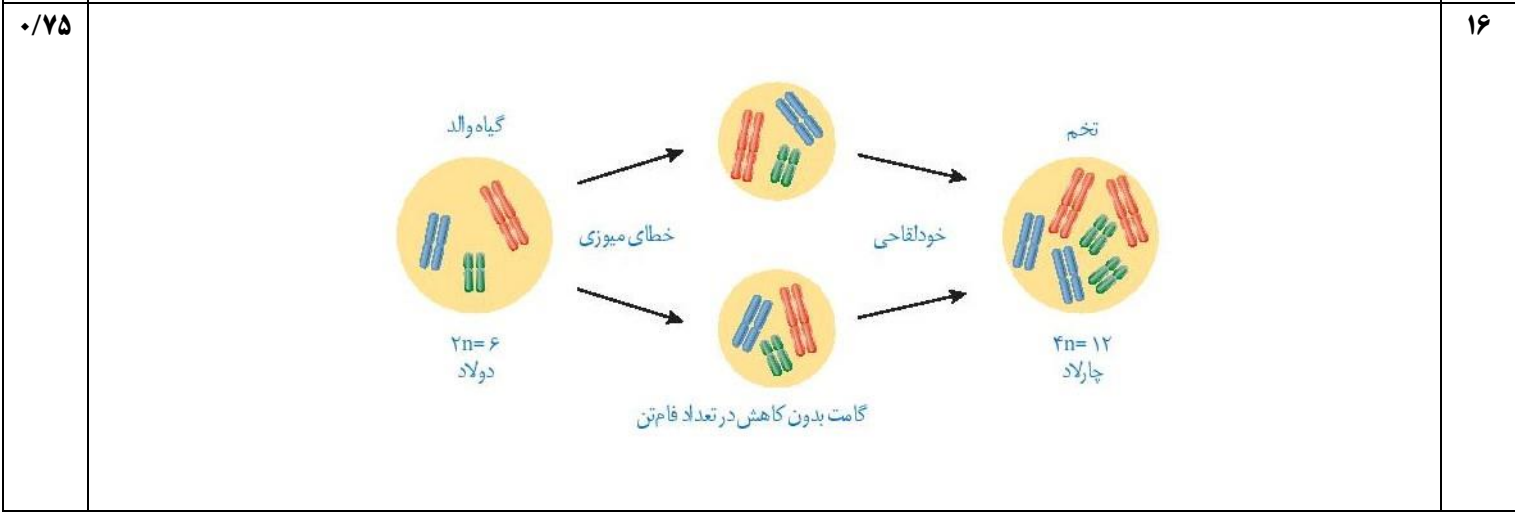 ۱۶
۰/۷۵
گیاه والد
تخم
خطای میوزی
خودلقاحی
۲n= ۶
دولاد
۴n= ۱۲
چارلاد
گامت بدون کاهش در تعداد فام‌تن